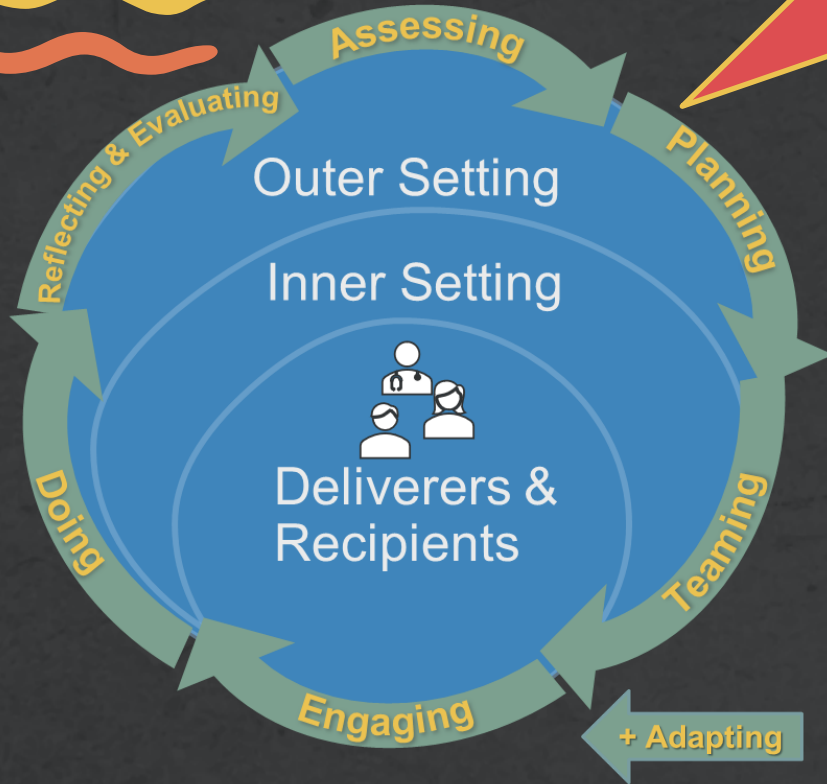 Assessing
Planning
Teaming
Engaging
Doing
Reflecting & Evaluating
Outer Setting
Inner Setting
Deliverers &
Recipients
+ Adapting